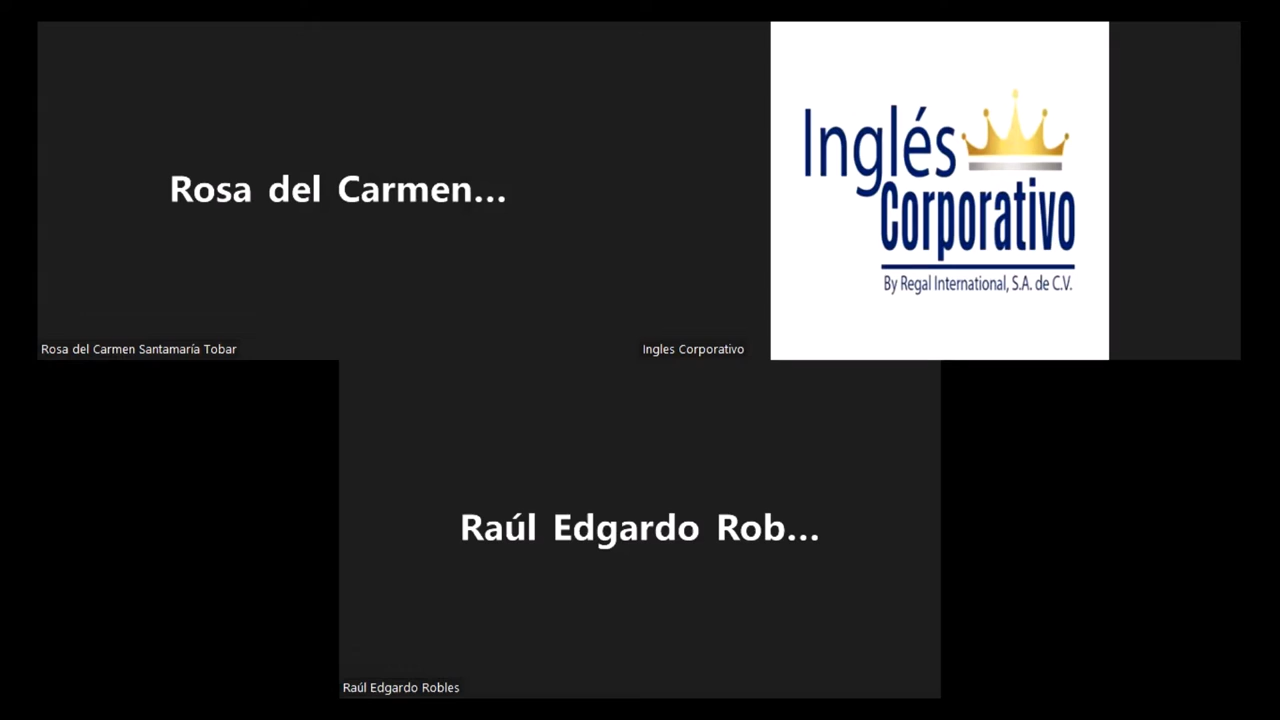 Rosa del Carmen...
Rosa del Carmen Santamaría Tobar
Inglés
Corporativo
By Regal International, S.A. de C.V.
Ingles Corporativo
Raúl Edgardo Rob...
Raúl Edgardo Robles